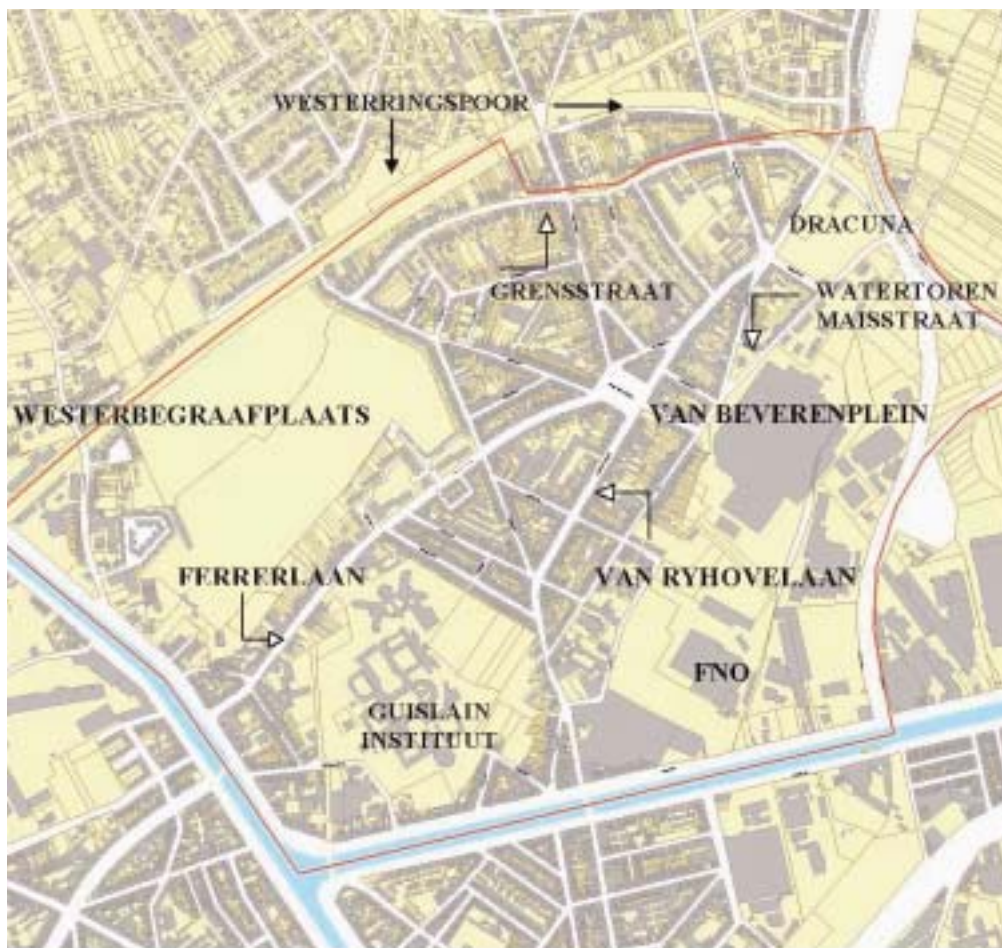 WESTERRINGSPOOR
DRACUNA
GRENSSTRAAT
WATERTOREN
MAISSTRAAT
WESTERBEGRAAFPLAATS
VAN BEVERENPLEIN
FERRERLAAN
VAN RYHOVELAAN
FNO
GUISLAIN
INSTITUUT